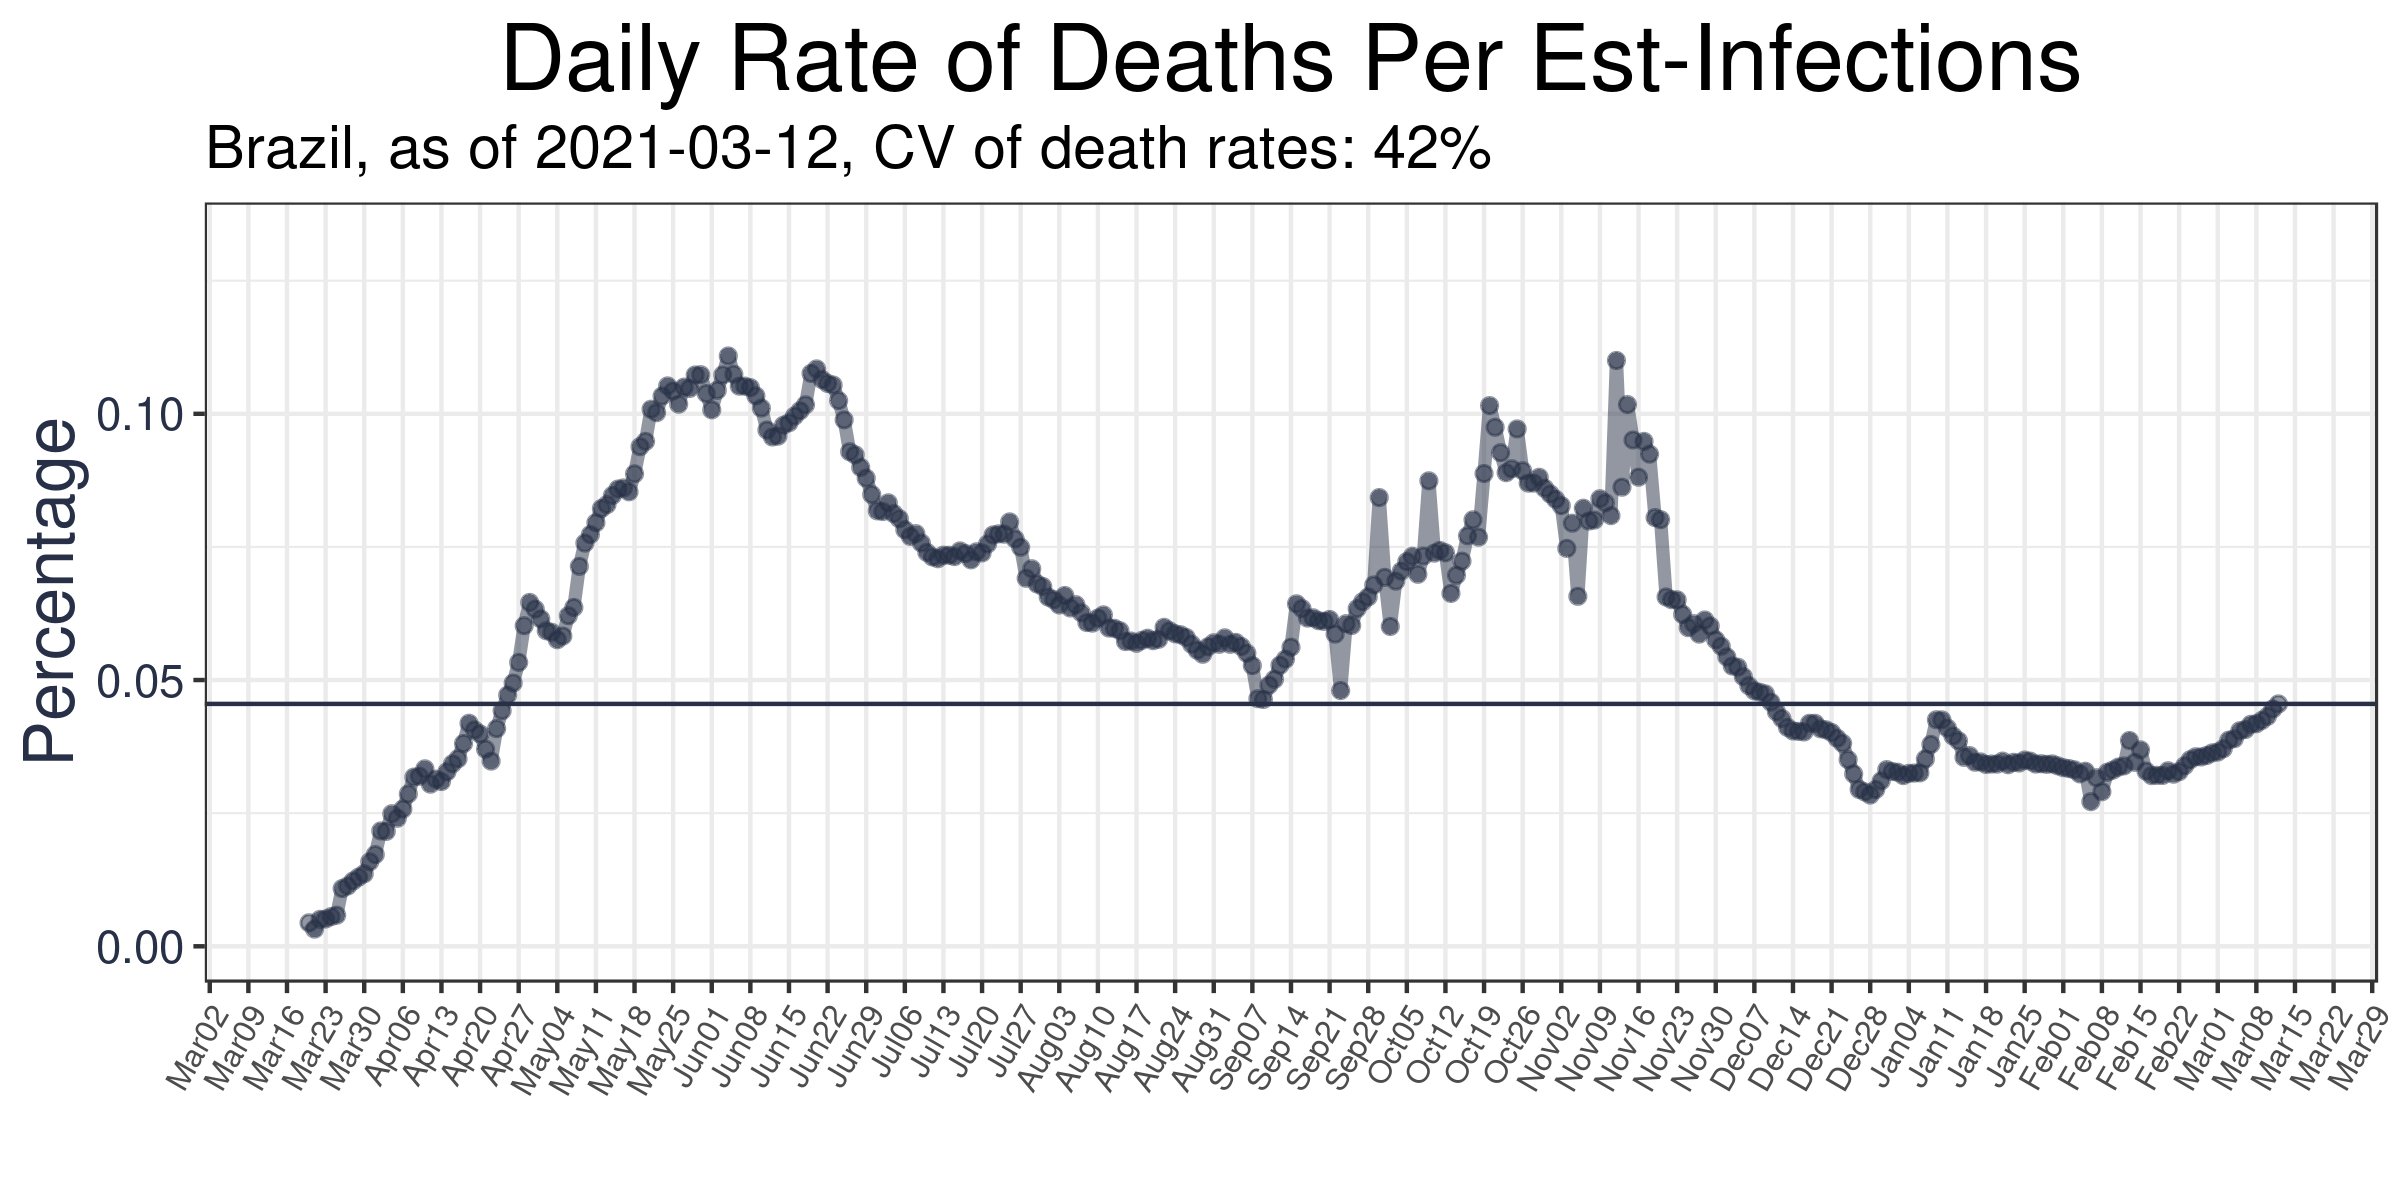 Daily Rate of Deaths Per Est-Infections
Brazil, as of 2021-03-12, CV of death rates: 42%
Percentage
0.10
0.05
0.00
Mar02 Mar09 Mar16 Mar23 Mar30 Apr06 Apr13 Apr20 Apr27 May04 May11 May18 May25 Jun01 Jun08 Jun15 Jun22 Jun29 Jul06 Jul13 Jul20 Jul27 Aug03 Aug10 Aug17 Aug24 Aug31 Sep07 Sep14 Sep21 Sep28 Oct05 Oct12 Oct19 Oct26 Nov02 Nov09 Nov16 Nov23 Nov30 Dec07 Dec14 Dec21 Dec28 Jan04 Jan11 Jan18 Jan25 Feb01 Feb08 Feb15 Feb22 Mar01 Mar08 Mar15 Mar22 Mar29